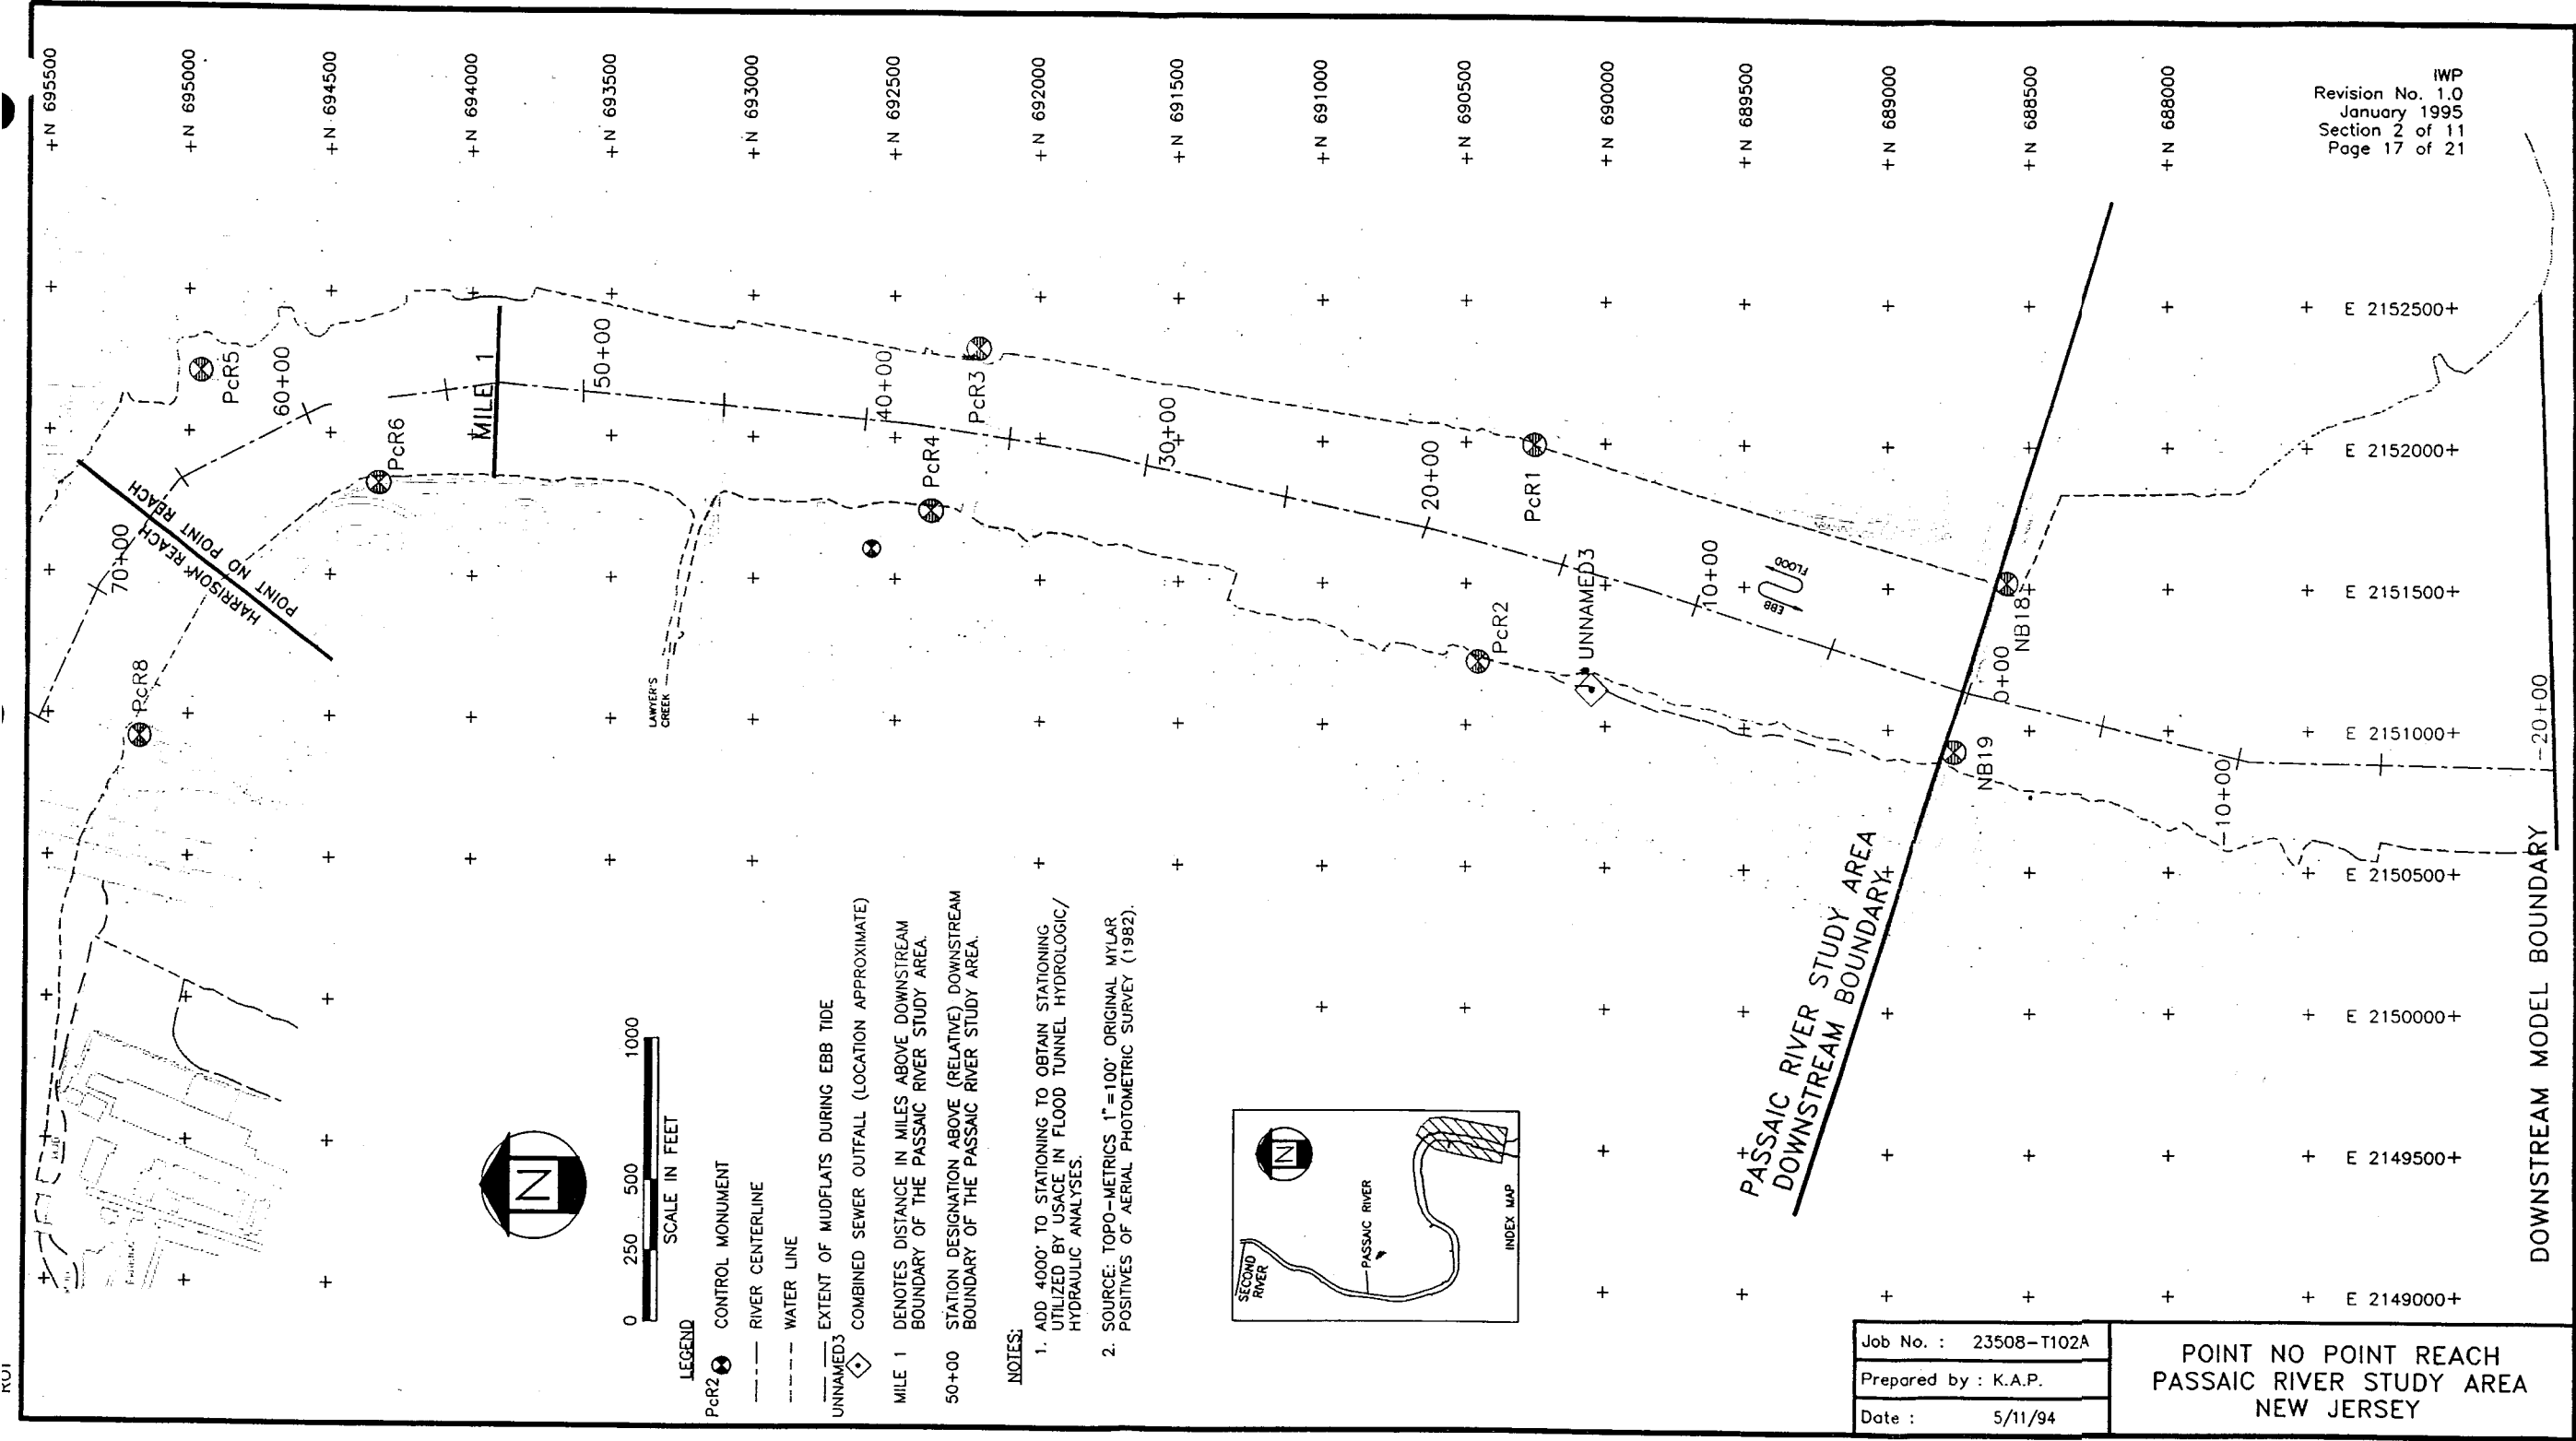 +N 695500
+N 695000
+N 694500
+N 694000
+N 693500
+N 693000
+N 692500
+N 692000
+N 691500
+N 691000
+N 690500
+N 690000
+N 689500
+N 689000
+N 688500
+N 688000
IWP
Revision No. 1.0
January 1995
Section 2 of 11
Page 17 of 21
E 2152500+
E 2152000+
E 2151500+
E 2151000+
E 2150500+
E 2150000+
E 2149500+
E 2149000+
PcR5
60+00
PcR6
MILE 1
50+00
40+00
PcR3
PcR4
30+00
20+00
PcR1
10+00
EBB
FLOOD
PcR2
UNNAMED3
0+00
NB18
NB19
-10+00
-20+00
70+00
HARRISON REACH
POINT NO POINT REACH
PcR8
LAWYER'S
CREEK
PASSAIC RIVER STUDY AREA
DOWNSTREAM BOUNDARY
DOWNSTREAM MODEL BOUNDARY
N
0 250 500 1000
SCALE IN FEET
LEGEND
PcR2 CONTROL MONUMENT
RIVER CENTERLINE
WATER LINE
EXTENT OF MUDFLATS DURING EBB TIDE
UNNAMED3 COMBINED SEWER OUTFALL (LOCATION APPROXIMATE)
MILE 1 DENOTES DISTANCE IN MILES ABOVE DOWNSTREAM
BOUNDARY OF THE PASSAIC RIVER STUDY AREA.
50+00 STATION DESIGNATION ABOVE (RELATIVE) DOWNSTREAM
BOUNDARY OF THE PASSAIC RIVER STUDY AREA.
NOTES:
1. ADD 4000' TO STATIONING TO OBTAIN STATIONING
UTILIZED BY USACE IN FLOOD TUNNEL HYDROLOGIC/
HYDRAULIC ANALYSES.
2. SOURCE: TOPO-METRICS 1"=100' ORIGINAL MYLAR
POSITIVES OF AERIAL PHOTOMETRIC SURVEY (1982).
N
SECOND
RIVER
PASSAIC RIVER
INDEX MAP
Job No. : 23508-T102A
Prepared by : K.A.P.
Date : 5/11/94
POINT NO POINT REACH
PASSAIC RIVER STUDY AREA
NEW JERSEY